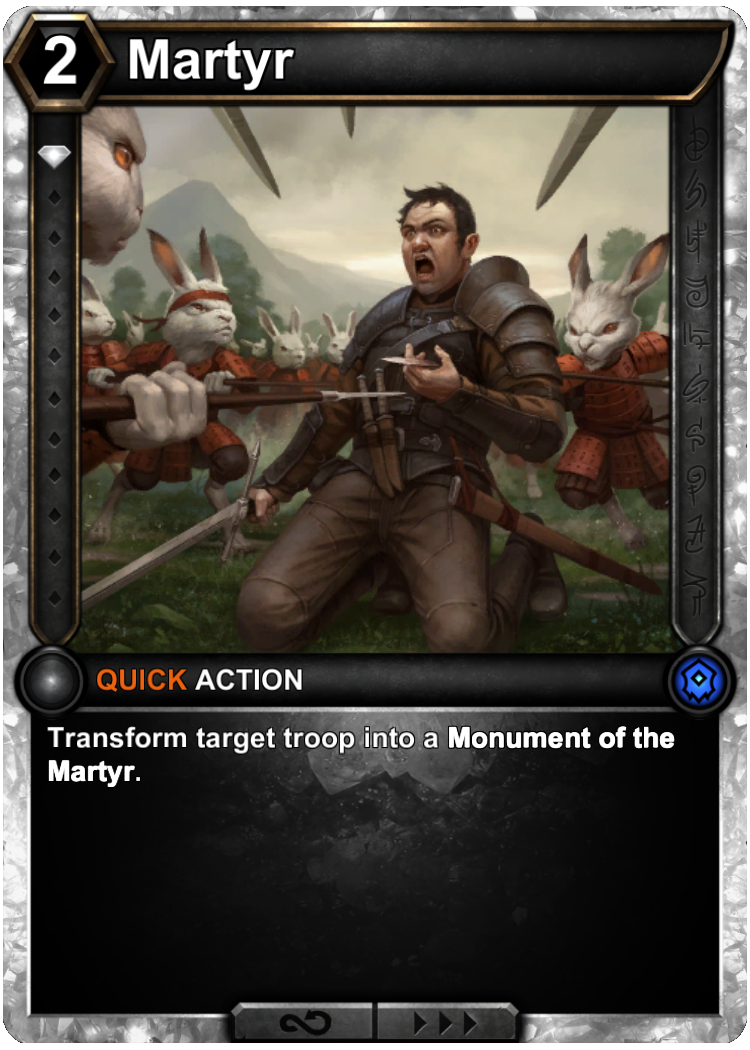 2 Martyr
QUICK ACTION
Transform target troop into a Monument of the
Martyr.